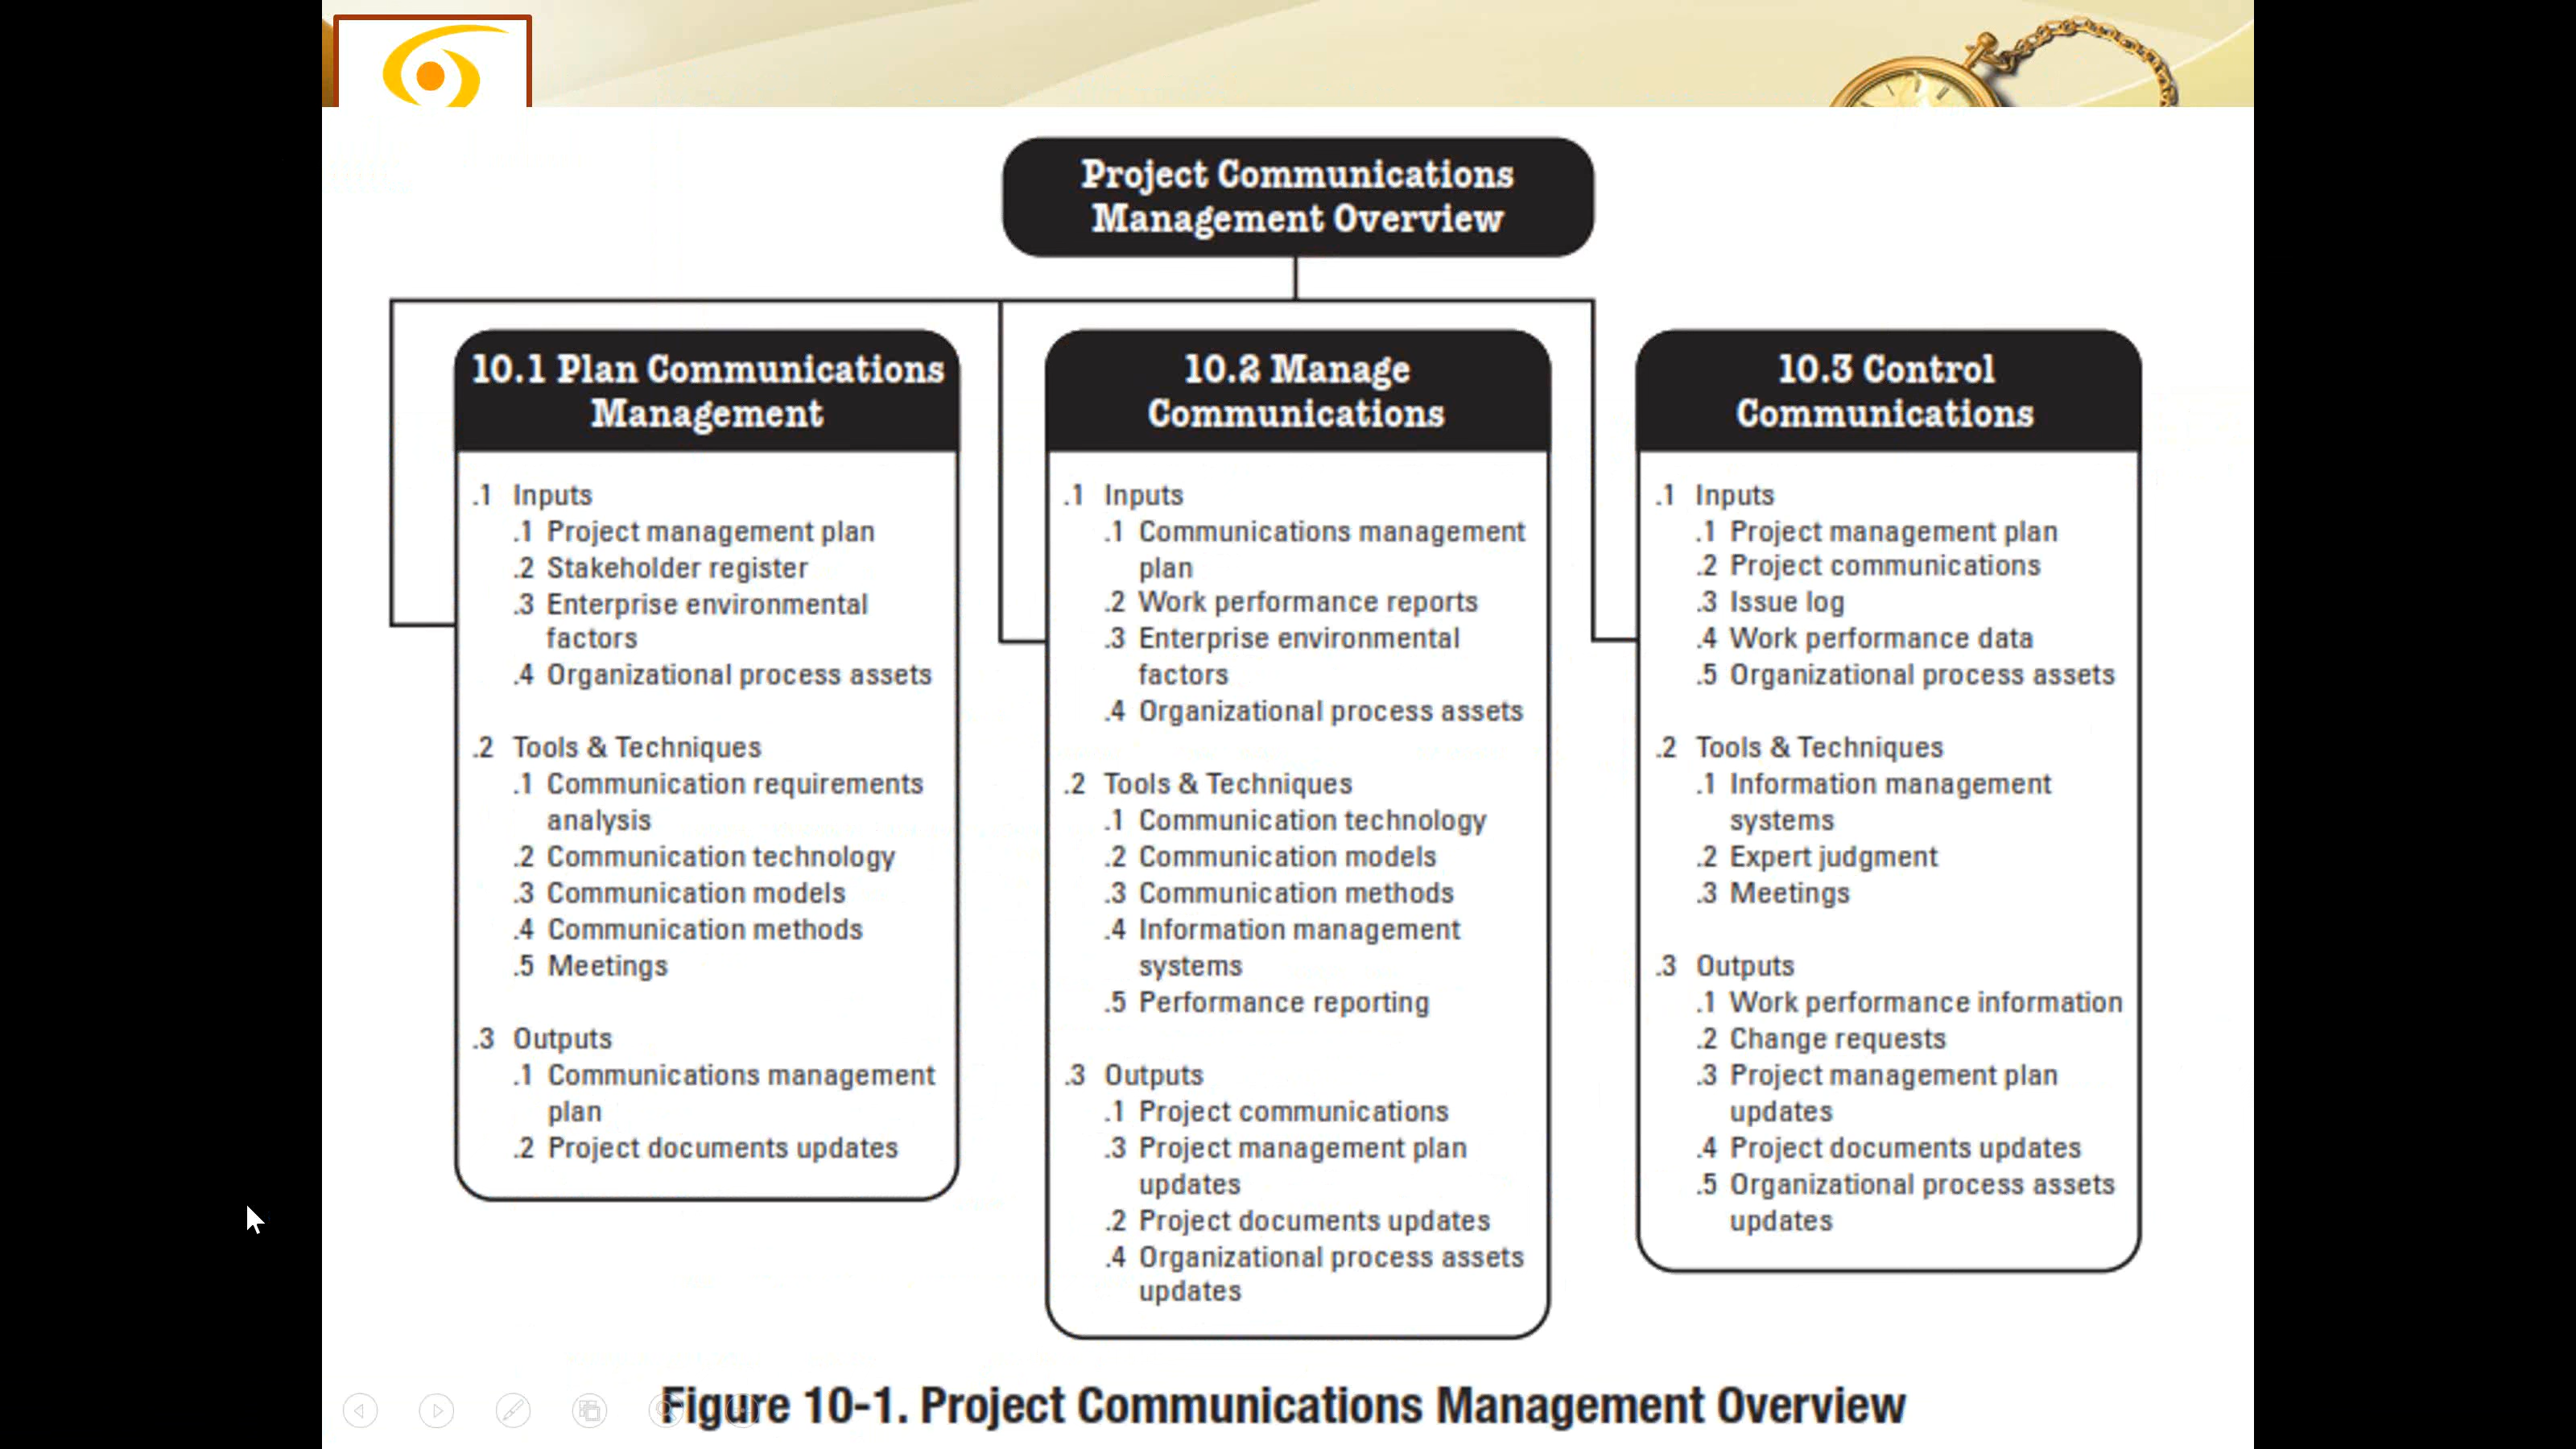 Project Communications
Management Overview
10.1 Plan Communications
Management
.1 Inputs
.1 Project management plan
.2 Stakeholder register
.3 Enterprise environmental
factors
.4 Organizational process assets
.2 Tools & Techniques
.1 Communication requirements
analysis
.2 Communication technology
.3 Communication models
.4 Communication methods
.5 Meetings
.3 Outputs
.1 Communications management
plan
.2 Project documents updates
10.2 Manage
Communications
.1 Inputs
.1 Communications management
plan
.2 Work performance reports
.3 Enterprise environmental
factors
.4 Organizational process assets
.2 Tools & Techniques
.1 Communication technology
.2 Communication models
.3 Communication methods
.4 Information management
systems
.5 Performance reporting
.3 Outputs
.1 Project communications
.3 Project management plan
updates
.2 Project documents updates
.4 Organizational process assets
updates
10.3 Control
Communications
.1 Inputs
.1 Project management plan
.2 Project communications
.3 Issue log
.4 Work performance data
.5 Organizational process assets
.2 Tools & Techniques
.1 Information management
systems
.2 Expert judgment
.3 Meetings
.3 Outputs
.1 Work performance information
.2 Change requests
.3 Project management plan
updates
.4 Project documents updates
.5 Organizational process assets
updates
Figure 10-1. Project Communications Management Overview